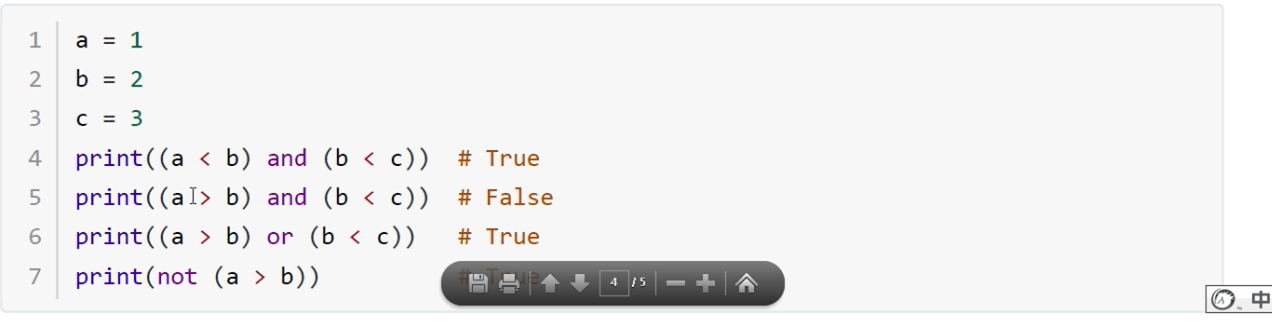 1 a = 1
2 b = 2
3 c = 3
4 print((a < b) and (b < c)) # True
5 print((a > b) and (b < c)) # False
6 print((a > b) or (b < c)) # True
7 print(not (a > b)) # True
4 /5
中